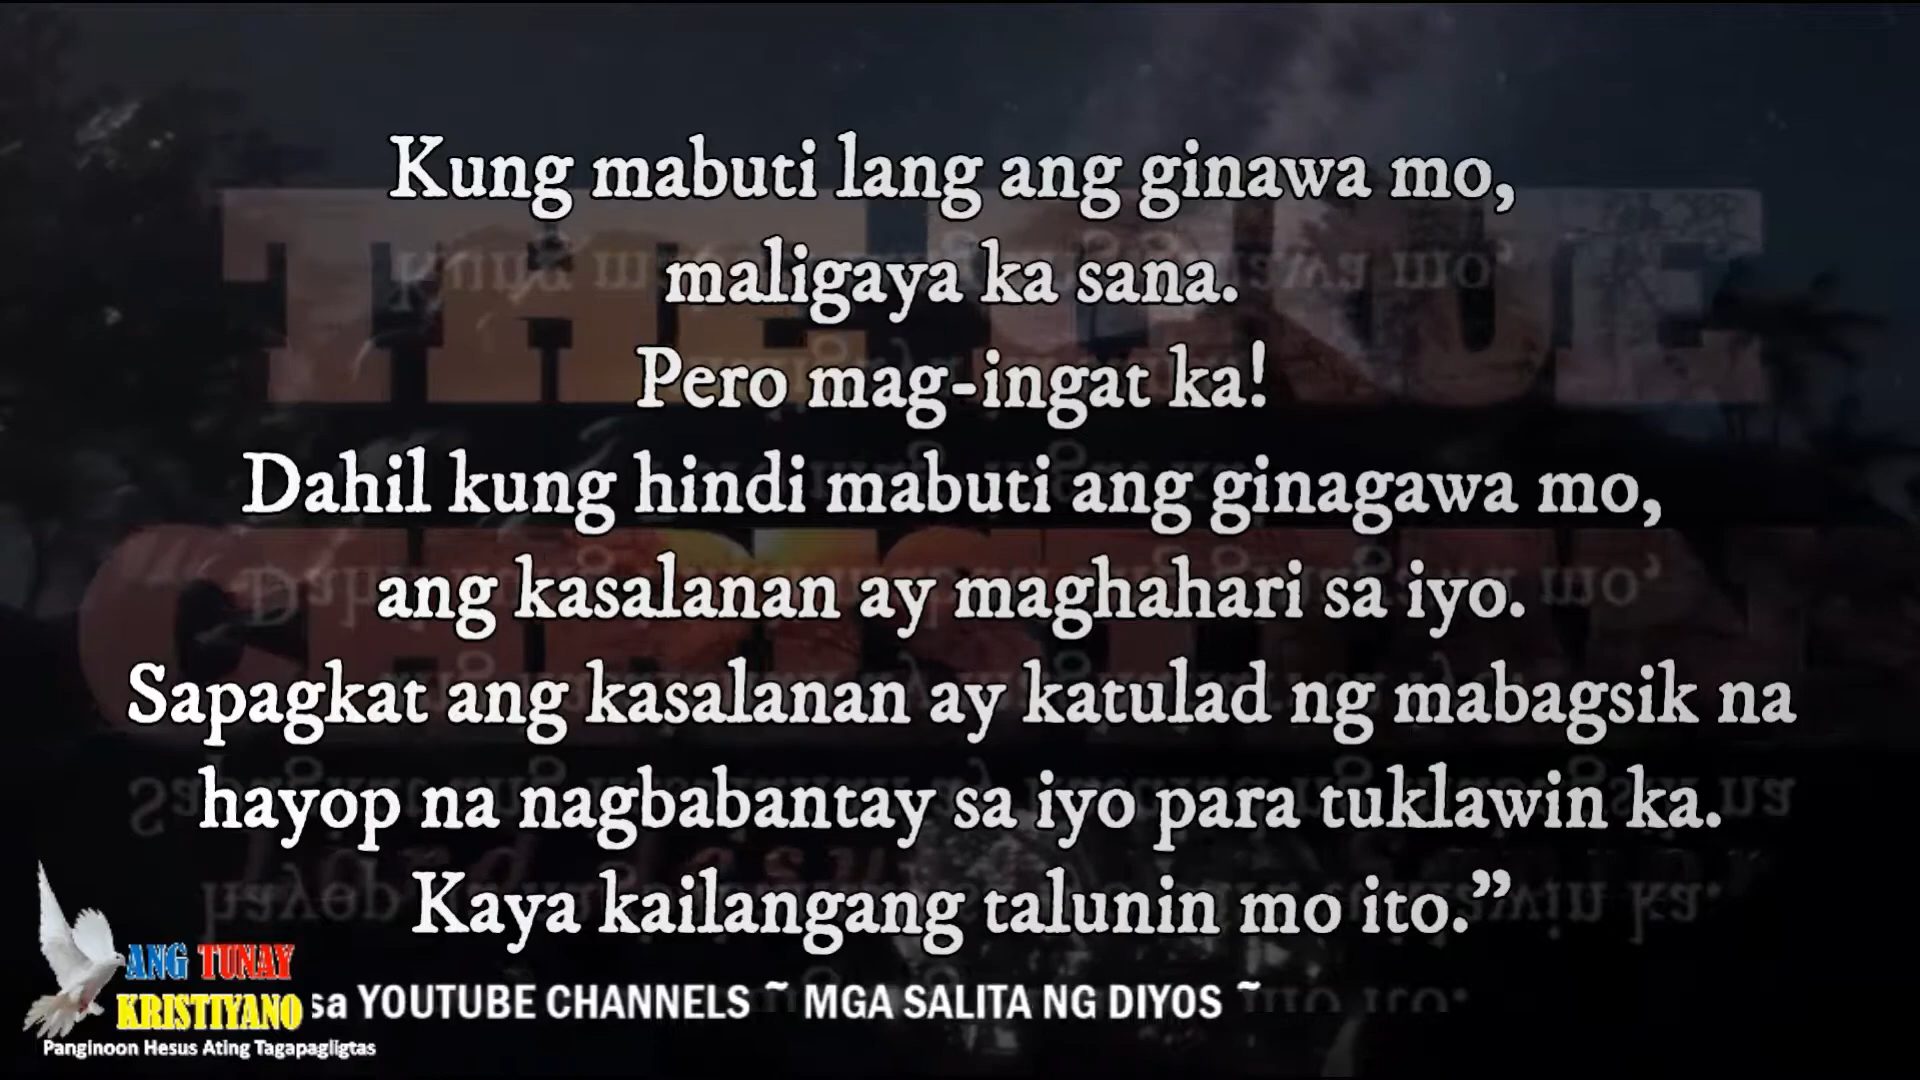 Kung mabuti lang ang ginawa mo,
maligaya ka sana.
Pero mag-ingat ka!
Dahil kung hindi mabuti ang ginagawa mo,
ang kasalanan ay maghahari sa iyo.
Sapagkat ang kasalanan ay katulad ng mabagsik na
hayop na nagbabantay sa iyo para tuklawin ka.
Kaya kailangang talunin mo ito.”
THE TRUE
CHRISTIAN
ANG TUNAY
KRISTIYANO
sa YOUTUBE CHANNELS ~ MGA SALITA NG DIYOS ~
Panginoon Hesus Ating Tagapagligtas